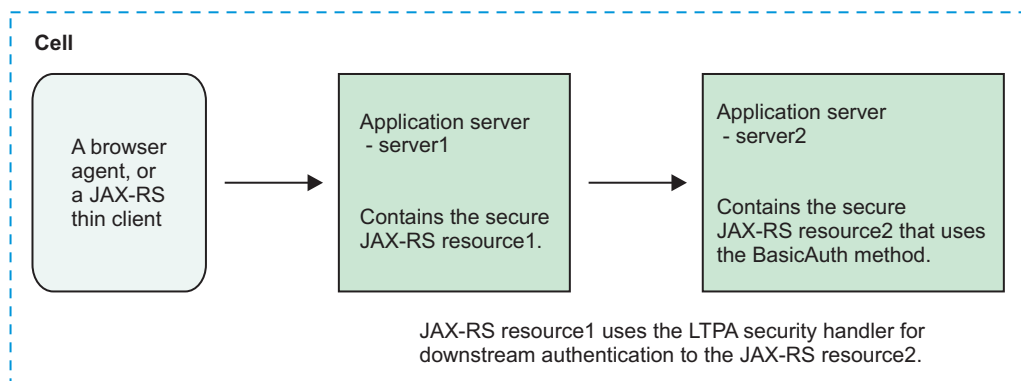 Cell
A browser
agent, or
a JAX-RS
thin client
Application server
- server1
Contains the secure
JAX-RS resource1.
Application server
- server2
Contains the secure
JAX-RS resource2 that uses
the BasicAuth method.
JAX-RS resource1 uses the LTPA security handler for
downstream authentication to the JAX-RS resource2.